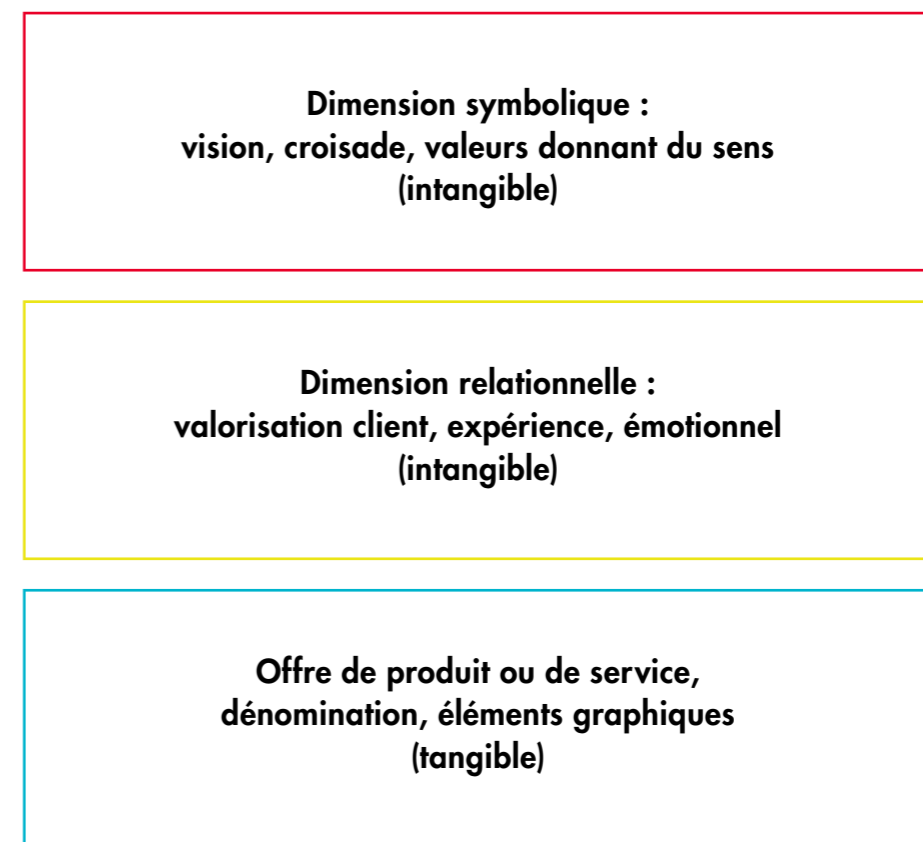 Dimension symbolique :
vision, croisade, valeurs donnant du sens
(intangible)
Dimension relationnelle :
valorisation client, expérience, émotionnel
(intangible)
Offre de produit ou de service,
dénomination, éléments graphiques
(tangible)